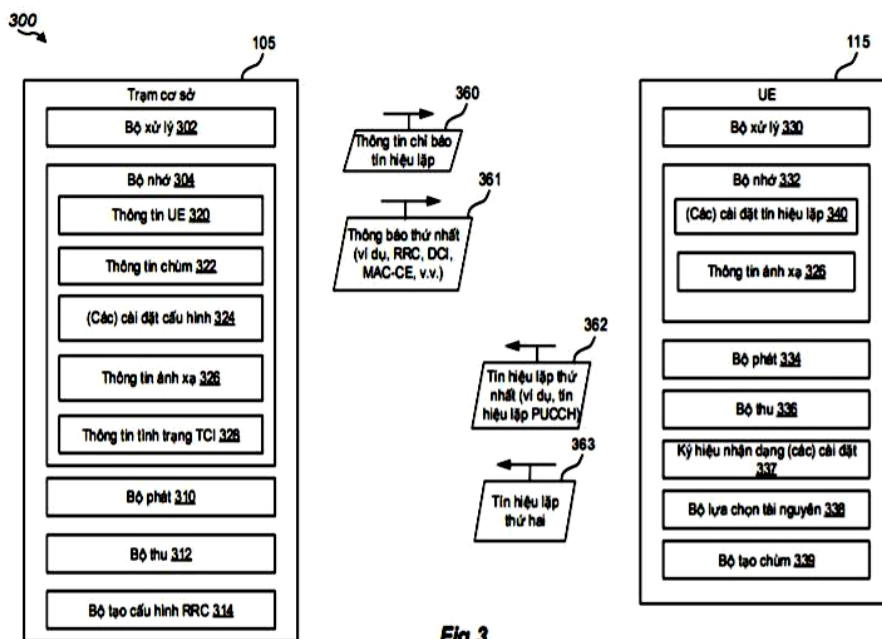 300
105
Trạm cơ sở
Bộ xử lý 302
Bộ nhớ 304
Thông tin UE 320
Thông tin chùm 322
(Các) cài đặt cấu hình 324
Thông tin ánh xạ 326
Thông tin tình trạng TCI 328
Bộ phát 310
Bộ thu 312
Bộ tạo cấu hình RRC 314
360
Thông tin chỉ báo
tín hiệu lặp
361
Thông báo thứ nhất
(ví dụ, RRC, DCI,
MAC-CE, v.v.)
362
Tín hiệu lặp thứ
nhất (ví dụ, tín
hiệu lặp PUCCH)
363
Tín hiệu lặp
thứ hai
115
UE
Bộ xử lý 330
Bộ nhớ 332
(Các) cài đặt tín hiệu lặp 340
Thông tin ánh xạ 326
Bộ phát 334
Bộ thu 336
Ký hiệu nhận dạng (các) cài đặt
337
Bộ lựa chọn tài nguyên 338
Bộ tạo chùm 339
Fig 3